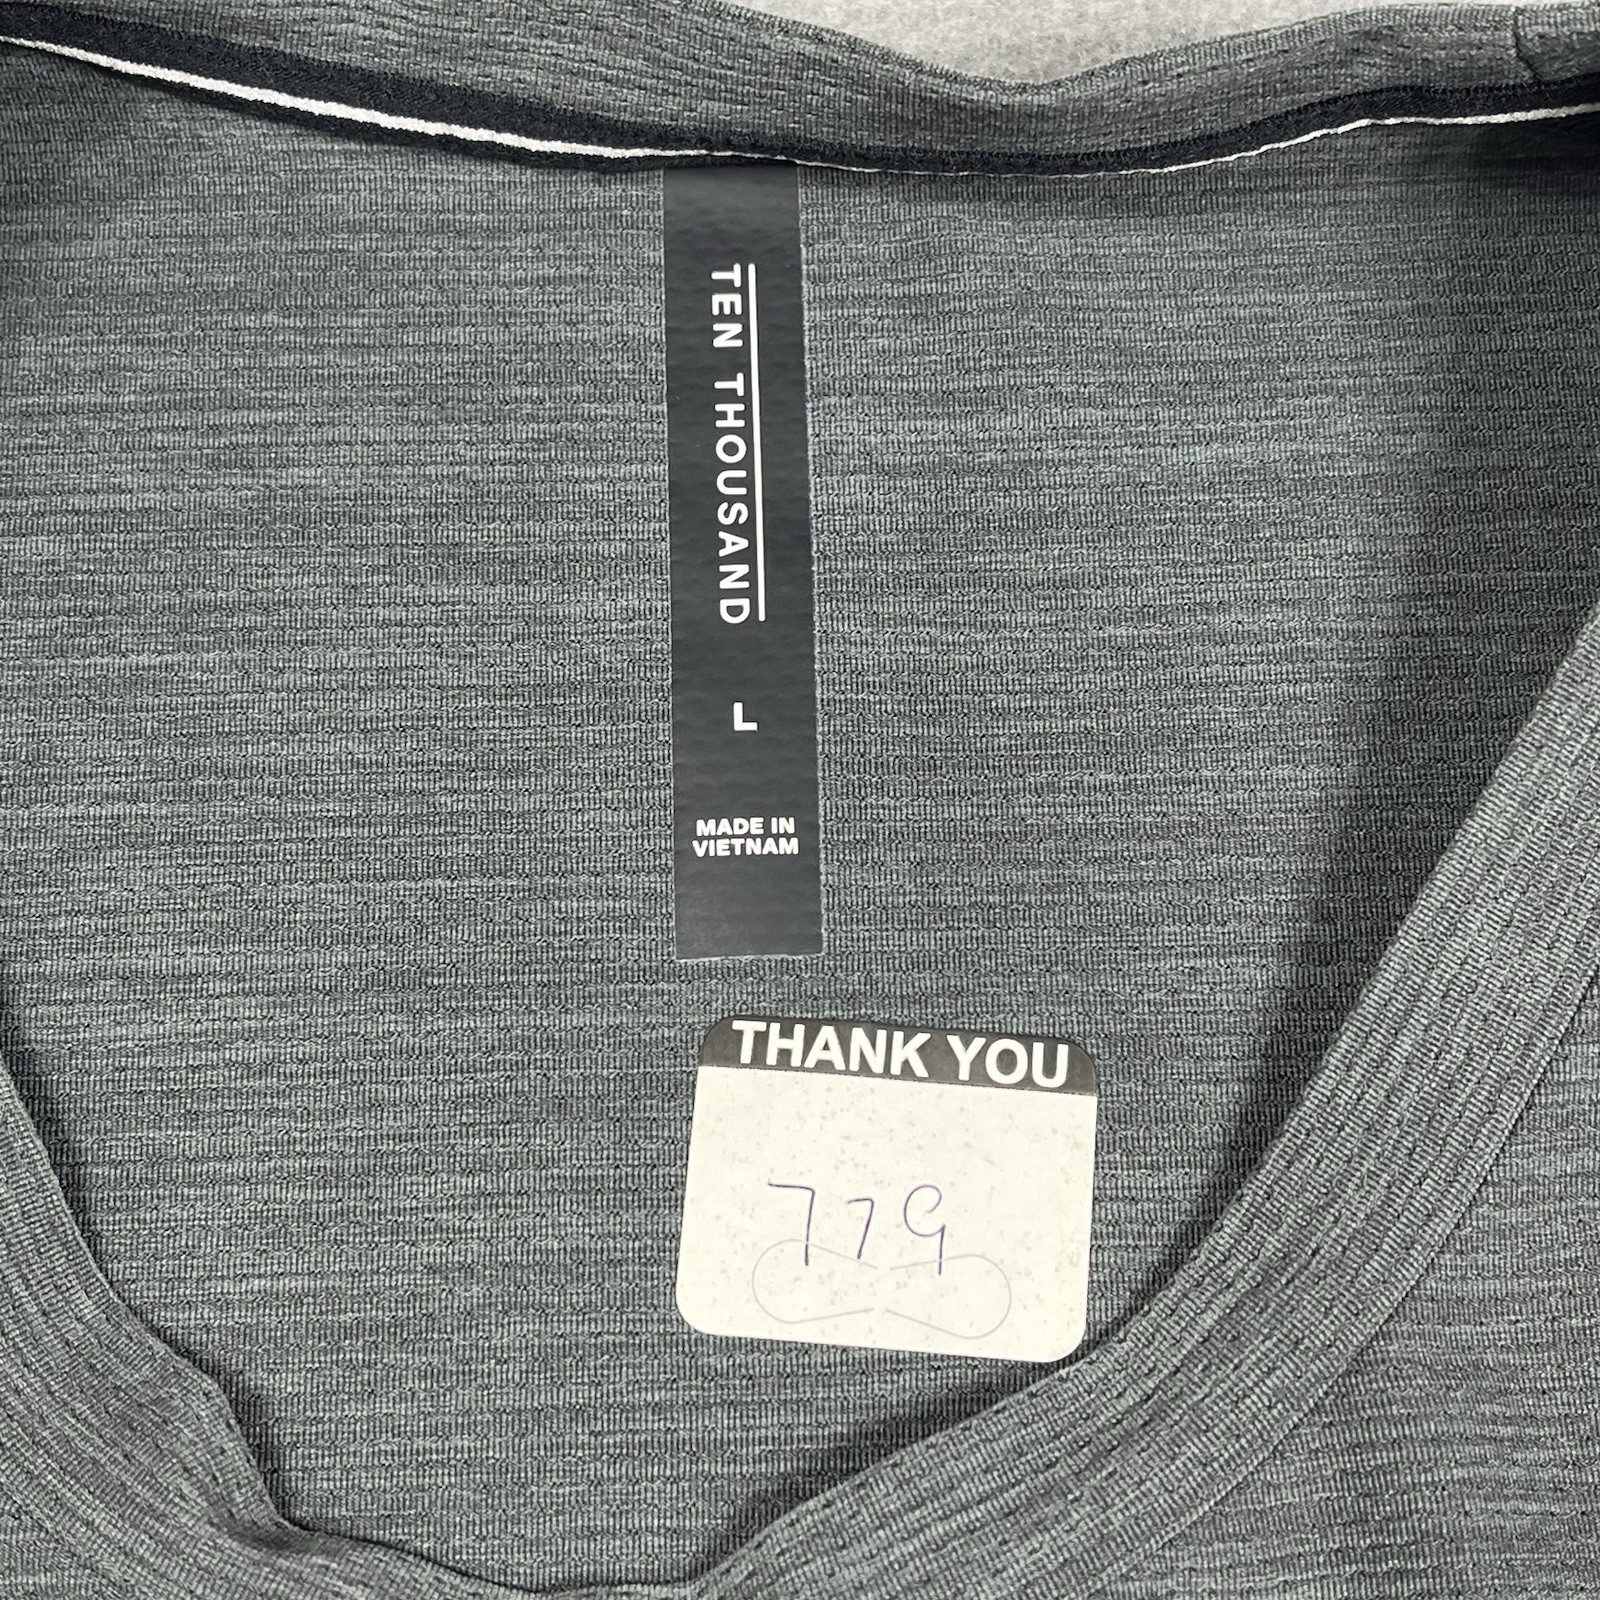 TEN THOUSAND
L
MADE IN
VIETNAM
THANK YOU
779